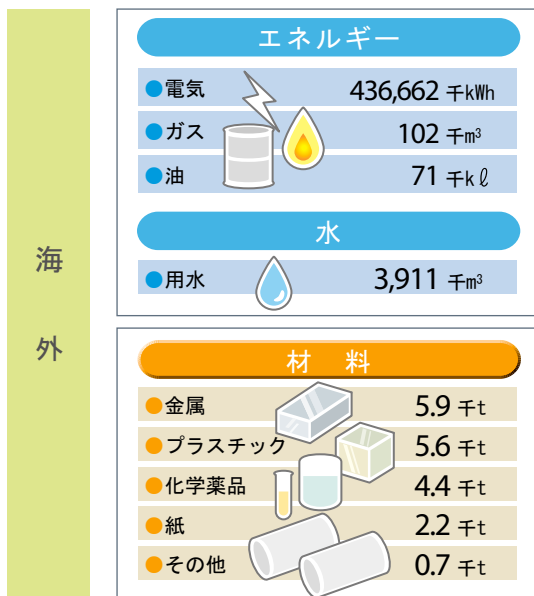 海外
エネルギー
●電気 436,662 千kWh
●ガス 102 千m³
●油 71 千kℓ
水
●用水 3,911 千m³
材 料
●金属 5.9 千t
●プラスチック 5.6 千t
●化学薬品 4.4 千t
●紙 2.2 千t
●その他 0.7 千t